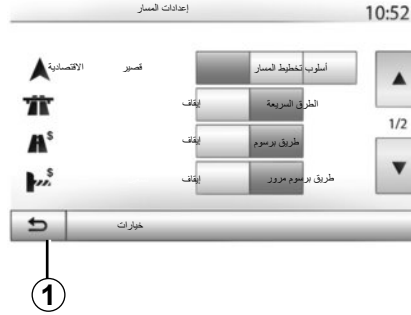 إعدادات المسار 10:52
أسلوب تخطيط المسار قصير الاقتصادية
الطرق السريعة إيقاف
1/2
طريق برسوم إيقاف $
طريق برسوم مرور إيقاف $
خيارات
1